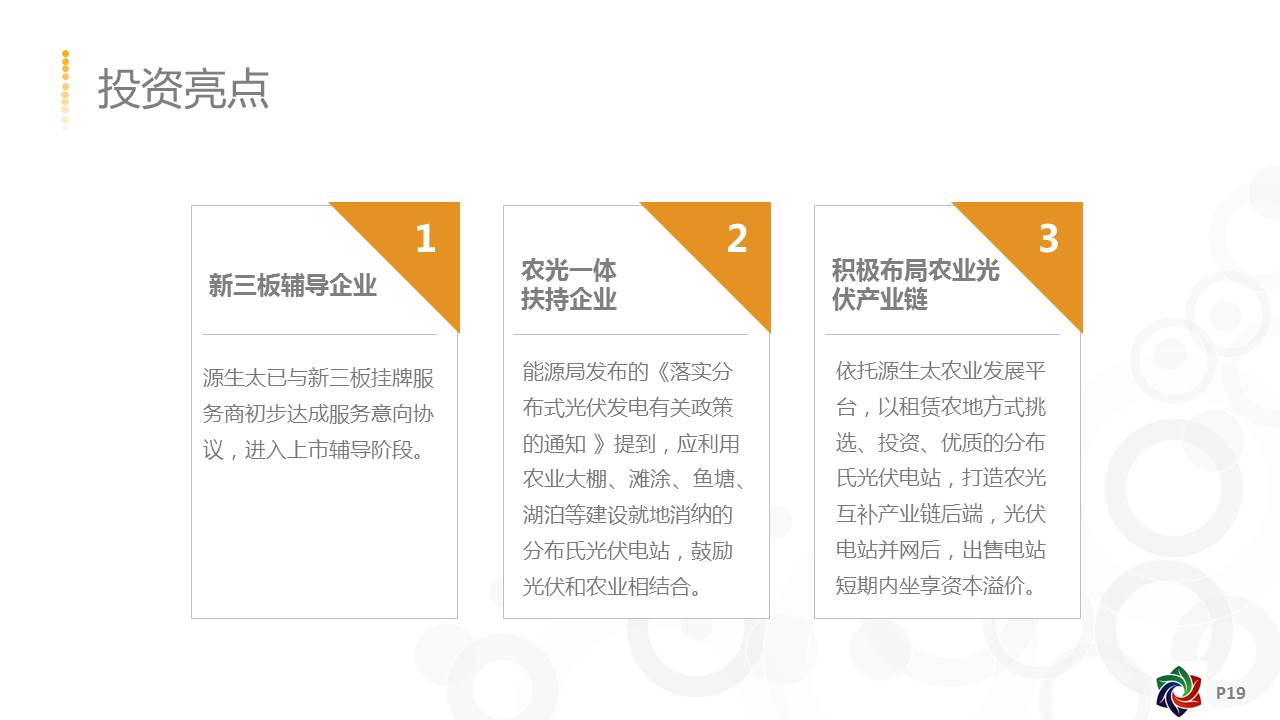 投资亮点
1
新三板辅导企业
源生太已与新三板挂牌服
务商初步达成服务意向协
议，进入上市辅导阶段。
2
农光一体
扶持企业
能源局发布的《落实分
布式光伏发电有关政策
的通知 》提到，应利用
农业大棚、滩涂、鱼塘、
湖泊等建设就地消纳的
分布氏光伏电站，鼓励
光伏和农业相结合。
3
积极布局农业光
伏产业链
依托源生太农业发展平
台，以租赁农地方式挑
选、投资、优质的分布
氏光伏电站，打造农光
互补产业链后端，光伏
电站并网后，出售电站
短期内坐享资本溢价。
P19